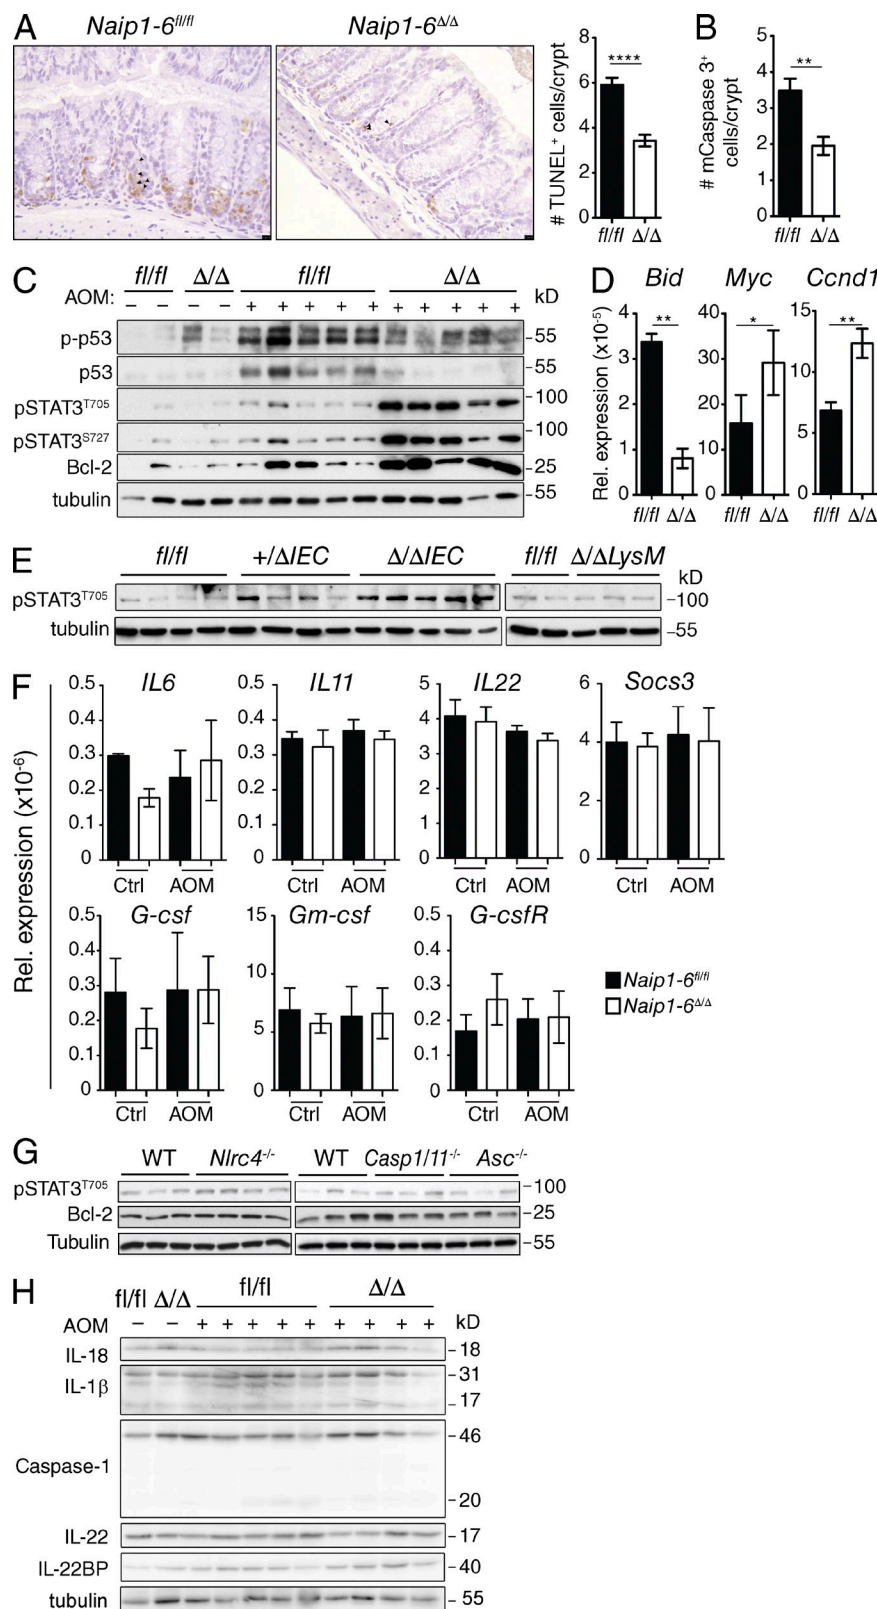 A
Naip1-6fl/fl
Naip1-6Δ/Δ
# TUNEL+ cells/crypt
8
6
4
2
0
****
fl/fl Δ/Δ
B
# mCaspase 3+
cells/crypt
5
4
3
2
1
0
**
fl/fl Δ/Δ
C
fl/fl Δ/Δ fl/fl Δ/Δ
AOM: – – – – + + + + + + + + + + kD
p-p53 -55
p53 -55
pSTAT3T705 -100
pSTAT3S727 -100
Bcl-2 -25
tubulin -55
D
Bid Myc Ccnd1
Rel. expression (x10-5)
4
3
2
1
0
**
fl/fl Δ/Δ
40
30
20
10
0
*
fl/fl Δ/Δ
15
10
5
0
**
fl/fl Δ/Δ
E
fl/fl +/ΔIEC Δ/ΔIEC fl/fl Δ/ΔLysM
kD
pSTAT3T705 -100
tubulin -55
F
Rel. expression (x10-6)
IL6
0.5
0.4
0.3
0.2
0.1
0
Ctrl AOM
IL11
0.5
0.4
0.3
0.2
0.1
0
Ctrl AOM
IL22
5
4
3
2
1
0
Ctrl AOM
Socs3
6
4
2
0
Ctrl AOM
G-csf
0.5
0.4
0.3
0.2
0.1
0
Ctrl AOM
Gm-csf
15
10
5
0
Ctrl AOM
G-csfR
0.5
0.4
0.3
0.2
0.1
0
Ctrl AOM
Naip1-6fl/fl
Naip1-6Δ/Δ
G
WT Nlrc4-/- WT Casp1/11-/- Asc-/-
pSTAT3T705 -100
Bcl-2 -25
Tubulin -55
H
fl/fl Δ/Δ fl/fl Δ/Δ
AOM – – + + + + + + + + + kD
IL-18 - 18
IL-1β - 31
- 17
Caspase-1 - 46
- 20
IL-22 - 17
IL-22BP - 40
tubulin - 55